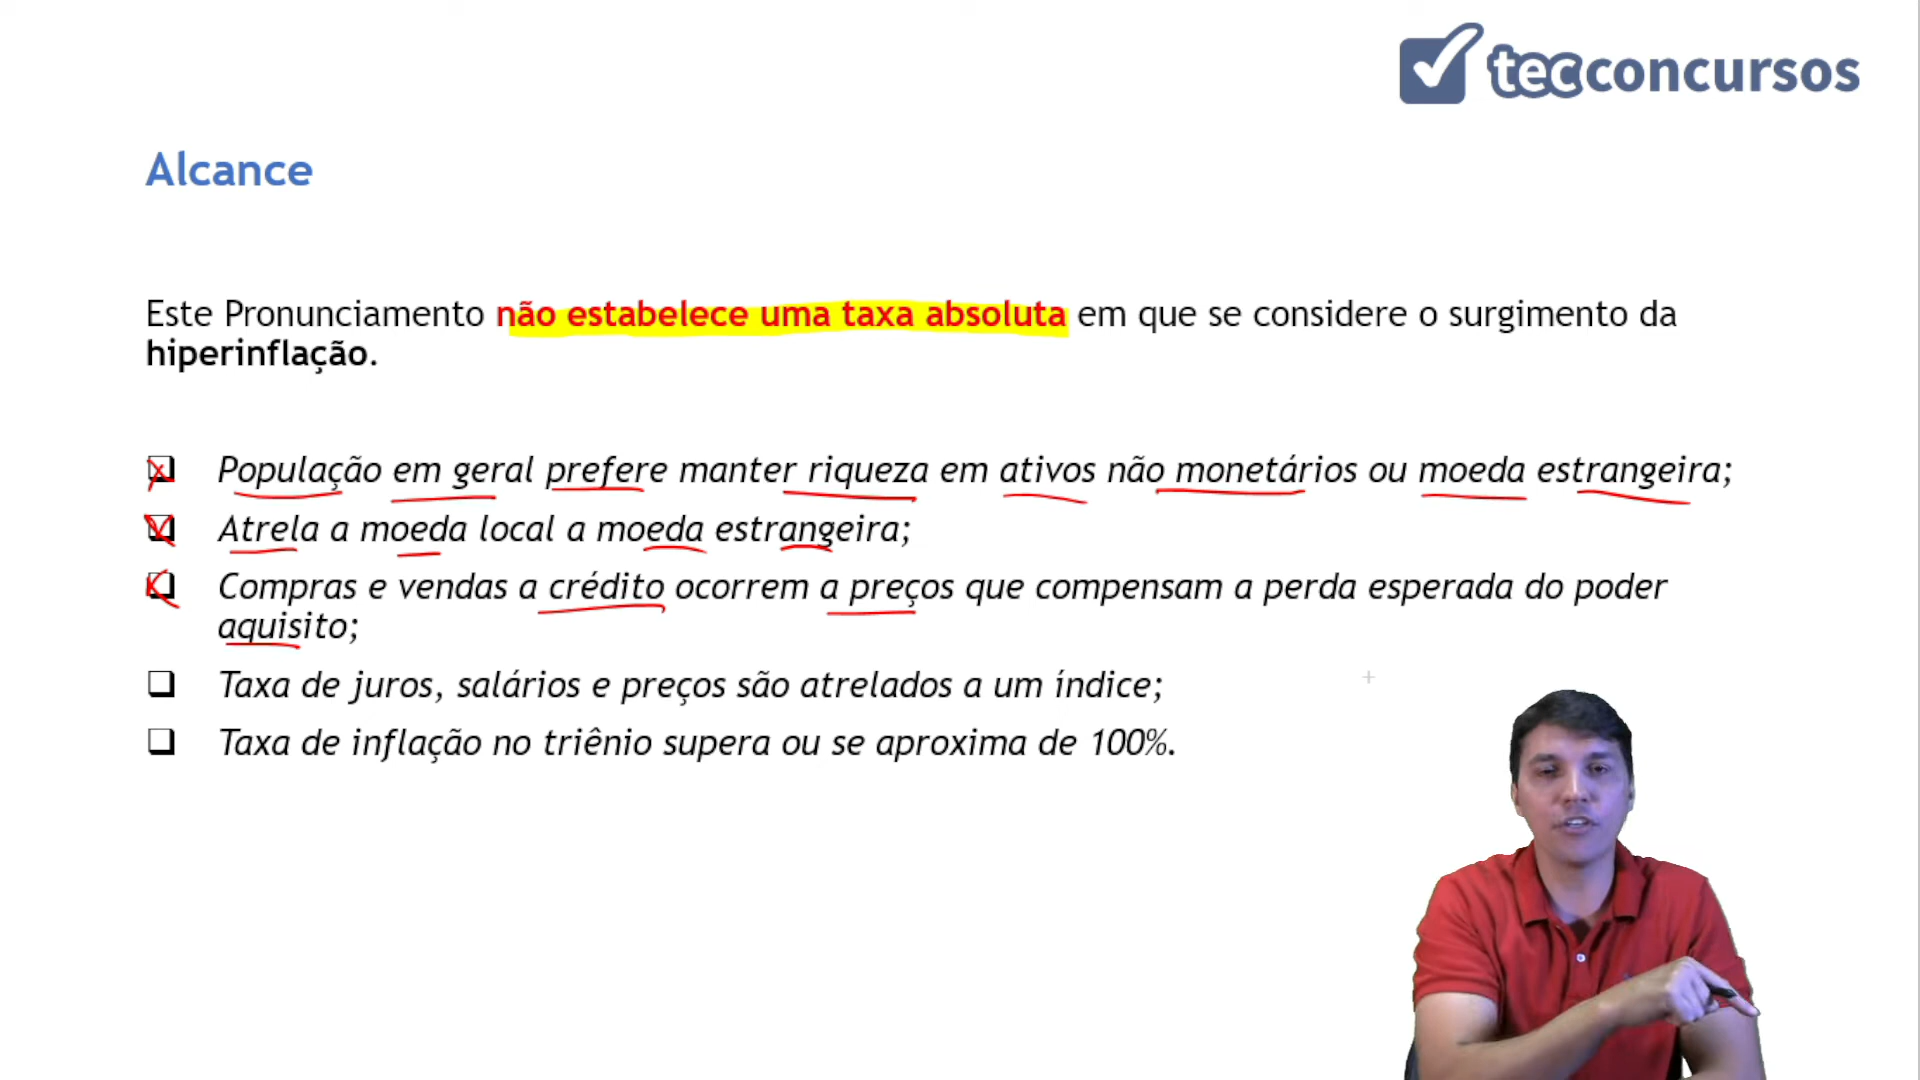 tecconcursos
Alcance
Este Pronunciamento não estabelece uma taxa absoluta em que se considere o surgimento da
hiperinflação.
População em geral prefere manter riqueza em ativos não monetários ou moeda estrangeira;
Atrela a moeda local a moeda estrangeira;
Compras e vendas a crédito ocorrem a preços que compensam a perda esperada do poder
aquisito;
Taxa de juros, salários e preços são atrelados a um índice;
Taxa de inflação no triênio supera ou se aproxima de 100%.